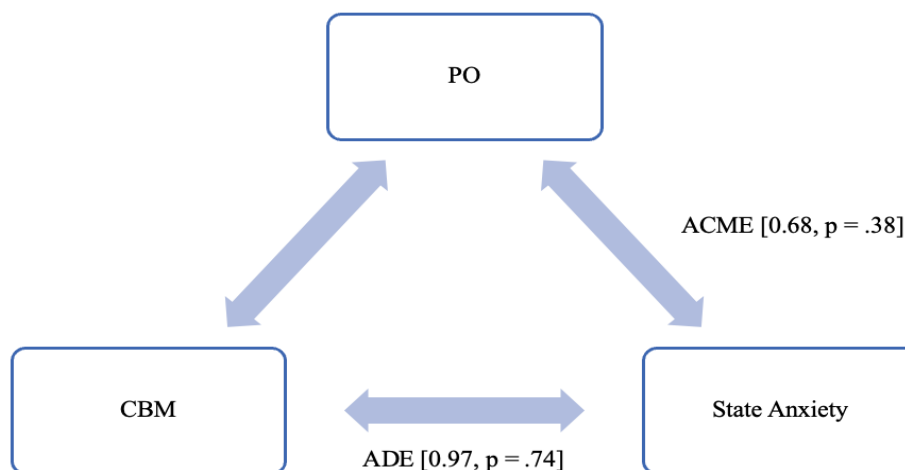 PO
ACME [0.68, p = .38]
CBM
State Anxiety
ADE [0.97, p = .74]